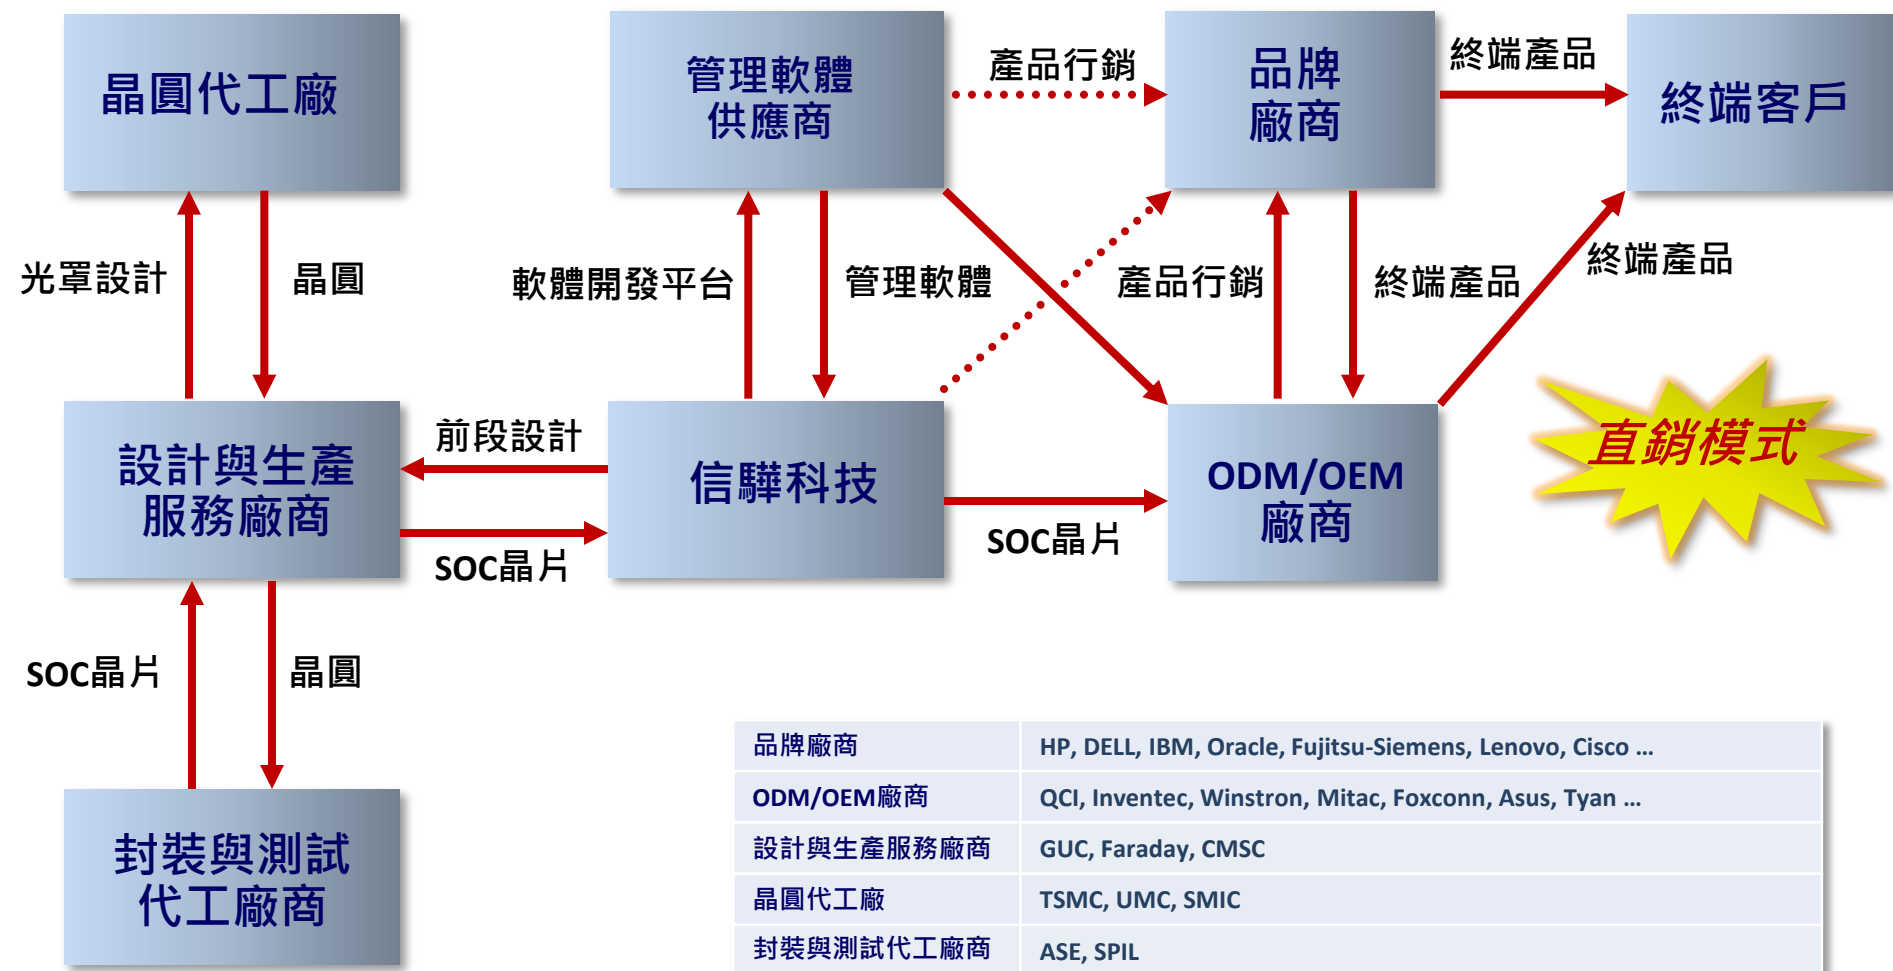 晶圓代工廠
管理軟體
供應商
產品行銷
品牌
廠商
終端產品
終端客戶
光罩設計
晶圓
軟體開發平台
管理軟體
產品行銷
終端產品
終端產品
設計與生產
服務廠商
前段設計
SOC晶片
信驊科技
SOC晶片
ODM/OEM
廠商
直銷模式
SOC晶片
晶圓
封裝與測試
代工廠商
品牌廠商 HP, DELL, IBM, Oracle, Fujitsu-Siemens, Lenovo, Cisco ...
ODM/OEM廠商 QCI, Inventec, Winstron, Mitac, Foxconn, Asus, Tyan ...
設計與生產服務廠商 GUC, Faraday, CMSC
晶圓代工廠 TSMC, UMC, SMIC
封裝與測試代工廠商 ASE, SPIL